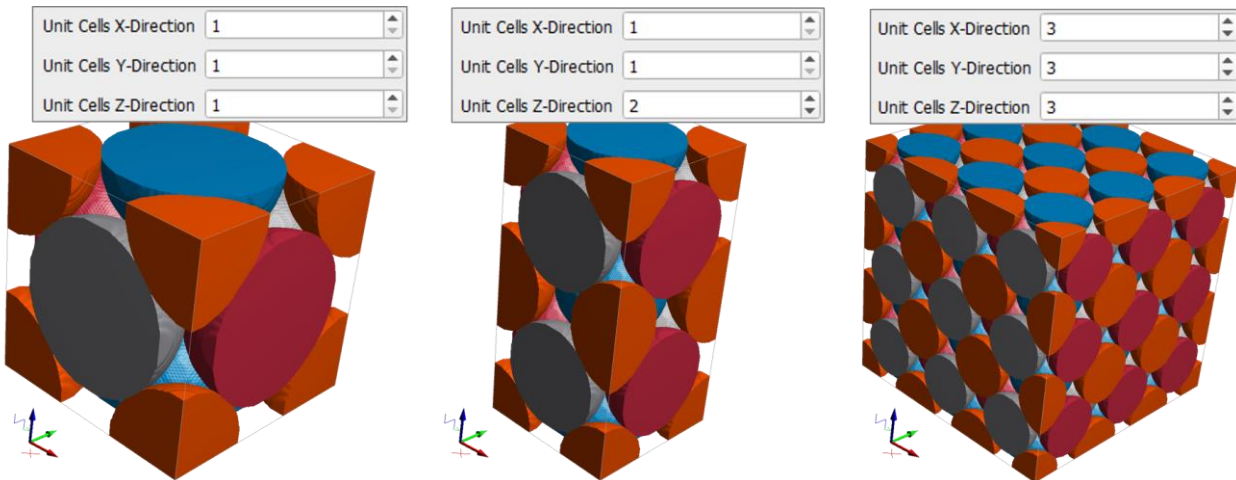 Unit Cells X-Direction 1
Unit Cells Y-Direction 1
Unit Cells Z-Direction 1
Unit Cells X-Direction 1
Unit Cells Y-Direction 1
Unit Cells Z-Direction 2
Unit Cells X-Direction 3
Unit Cells Y-Direction 3
Unit Cells Z-Direction 3
Z
X
Z
X
Z
X